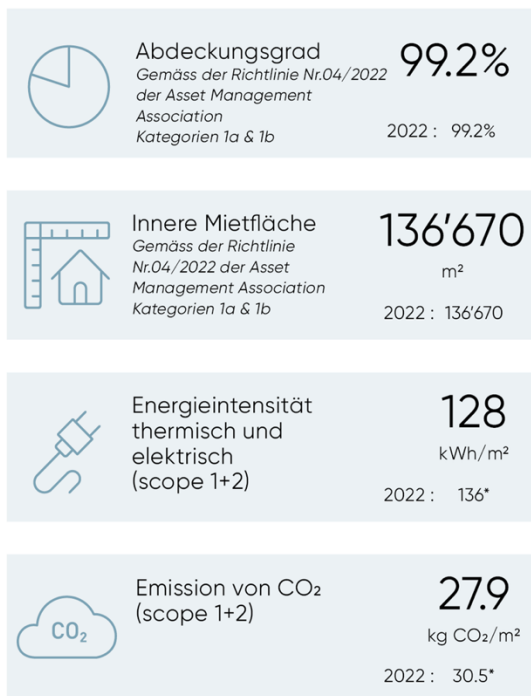 Abdeckungsgrad
Gemäss der Richtlinie Nr.04/2022
der Asset Management
Association
Kategorien 1a & 1b
99.2%
2022 : 99.2%
Innere Mietfläche
Gemäss der Richtlinie
Nr.04/2022 der Asset
Management Association
Kategorien 1a & 1b
136’670
m²
2022 : 136’670
Energieintensität
thermisch und
elektrisch
(scope 1+2)
128
kWh/m²
2022 : 136*
CO₂
Emission von CO₂
(scope 1+2)
27.9
kg CO₂/m²
2022 : 30.5*